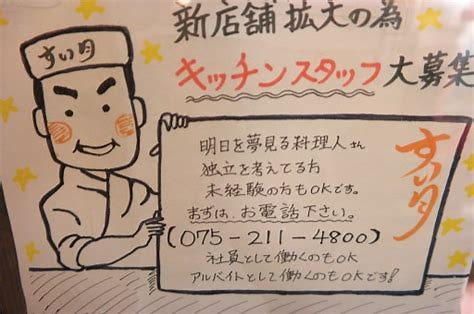 新店舗拡大の為
キッチンスタッフ大募集
すい月
明日を夢見る料理人さん
独立を考えてる方
未経験の方もOKです。
まずは、お電話下さい。
(075-211-4800)
社員として働くのもOK
アルバイトとして働くのもOKです!
すい月